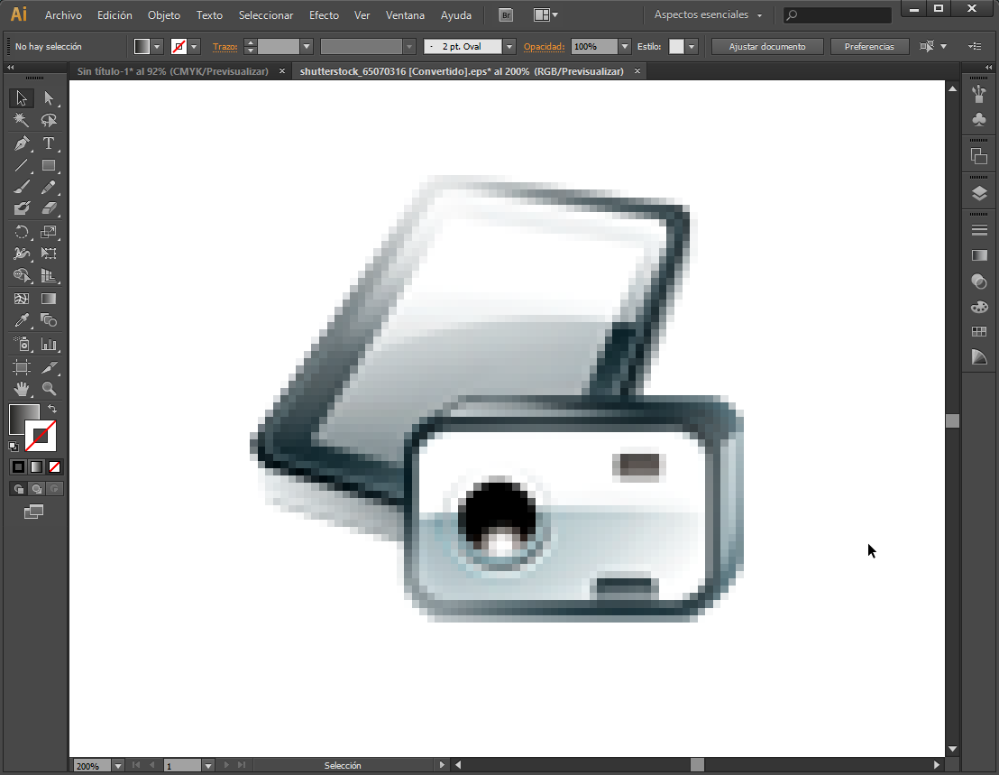 Ai Archivo Edición Objeto Texto Seleccionar Efecto Ver Ventana Ayuda Br Aspectos esenciales
No hay selección Trazo: 2 pt. Oval Opacidad: 100% Estilo: Ajustar documento Preferencias
Sin título-1* al 92% (CMYK/Previsualizar) × shutterstock_65070316 [Convertido].eps* al 200% (RGB/Previsualizar) ×
T
200% 1 Selección